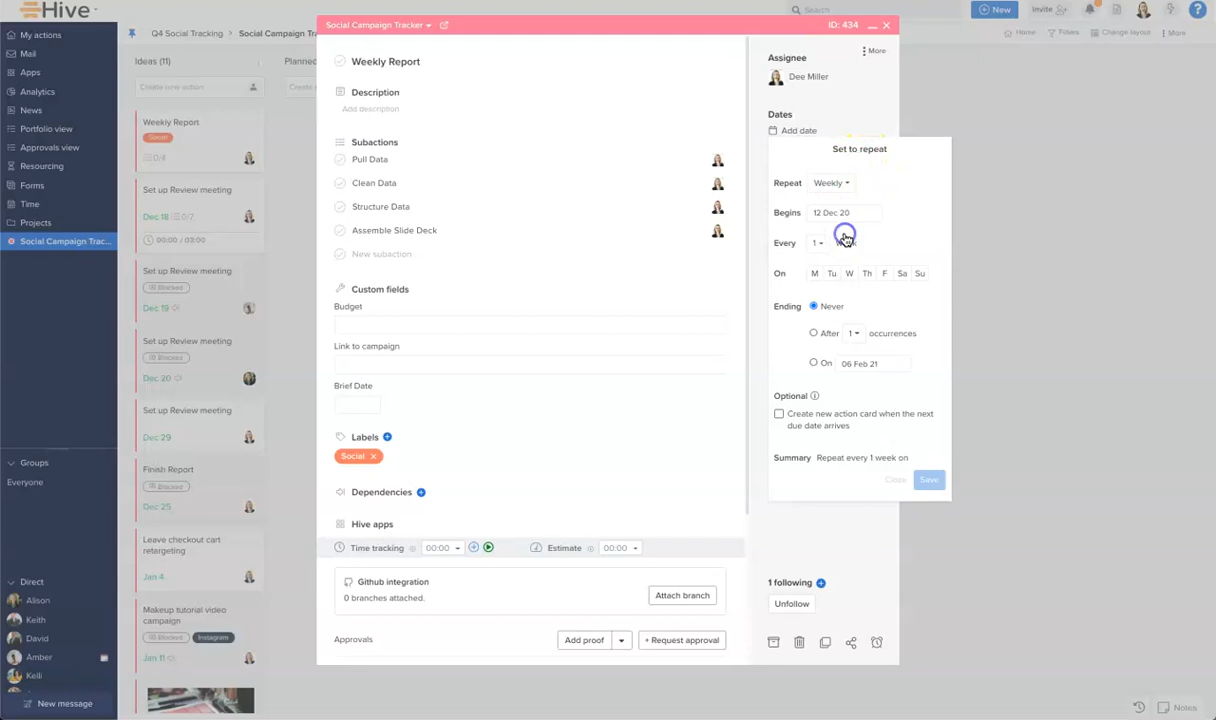 Hive
Search
New
Invite
?
My actions
Mail
Apps
Analytics
News
Portfolio view
Approvals view
Resourcing
Forms
Time
Projects
Social Campaign Trac...
Groups
Everyone
Direct
Alison
Keith
David
Amber
Kelli
New message
Q4 Social Tracking > Social Campaign Tra
Home
Filters
Change layout
More
Ideas (11)
Planned
Create new action
Create
Weekly Report
Social
0/4
Set up Review meeting
Dec 18
0/7
00:00 / 03:00
Set up Review meeting
Blocked
Dec 19
Set up Review meeting
Blocked
Dec 20
Set up Review meeting
Dec 29
Finish Report
Blocked
Dec 25
Leave checkout cart
retargeting
Jan 4
Makeup tutorial video
campaign
Blocked
Instagram
Jan 11
Social Campaign Tracker
ID: 434
Weekly Report
Description
Add description
Subactions
Pull Data
Clean Data
Structure Data
Assemble Slide Deck
New subaction
Custom fields
Budget
Link to campaign
Brief Date
Labels
Social ×
Dependencies
Hive apps
Time tracking
00:00
Estimate
00:00
Github integration
0 branches attached.
Attach branch
Approvals
Add proof
+ Request approval
More
Assignee
Dee Miller
Dates
Add date
Set to repeat
Repeat Weekly
Begins 12 Dec 20
Every 1
On M Tu W Th F Sa Su
Ending Never
After 1 occurrences
On 06 Feb 21
Optional
Create new action card when the next
due date arrives
Summary Repeat every 1 week on
Close
Save
1 following
Unfollow
Notes